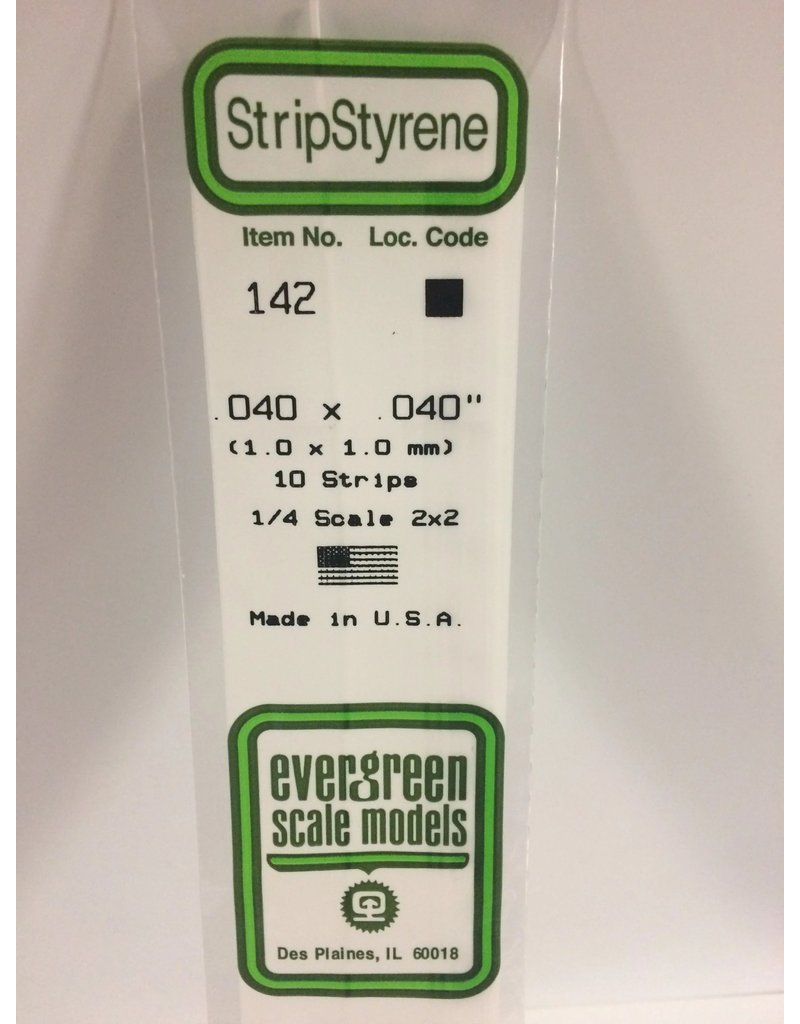 StripStyrene
Item No. Loc. Code
142
.040 x .040"
(1.0 x 1.0 mm)
10 Strips
1/4 Scale 2x2
Made in U.S.A.
evergreen
scale models
Des Plaines, IL 60018